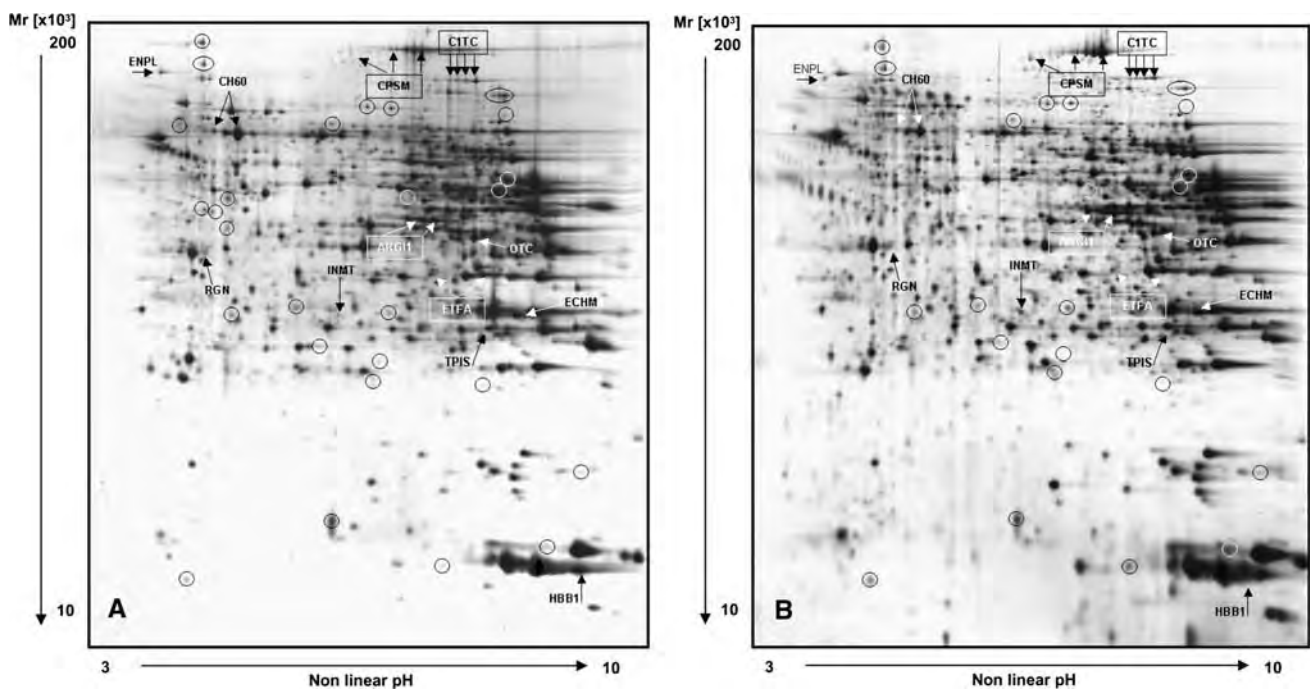 Mr [x10³]
200
ENPL
CH60
C1TC
CPSM
ARGI1
OTC
RGN
INMT
ETFA
ECHM
TPIS
HBB1
10
A
3
10
Non linear pH
Mr [x10³]
200
ENPL
CH60
C1TC
CPSM
ARGI1
OTC
RGN
INMT
ETFA
ECHM
TPIS
HBB1
10
B
3
10
Non linear pH